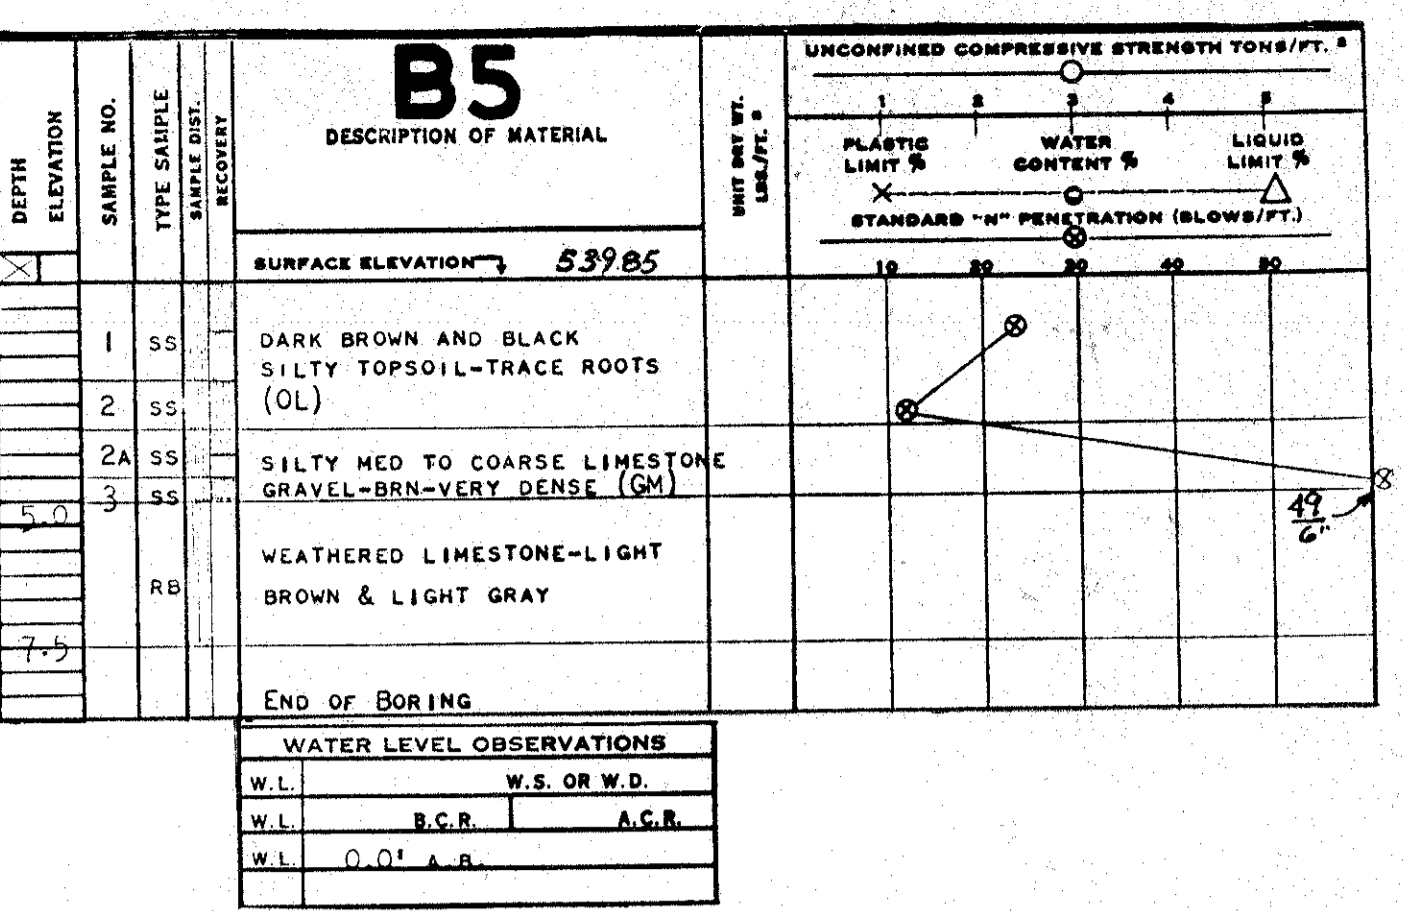 B5
DESCRIPTION OF MATERIAL
DEPTH
ELEVATION
SAMPLE NO.
TYPE SAMPLE
SAMPLE DIST.
RECOVERY
UNIT DRY WT.
LBS./FT.
UNCONFINED COMPRESSIVE STRENGTH TONS/FT. ²
1 2 3 4 5
PLASTIC LIMIT %
WATER CONTENT %
LIQUID LIMIT %
STANDARD "N" PENETRATION (BLOWS/FT.)
10 20 30 40 50
SURFACE ELEVATION 539.85
1 SS DARK BROWN AND BLACK
SILTY TOPSOIL-TRACE ROOTS
2 SS (OL)
2A SS SILTY MED TO COARSE LIMESTONE
3 SS GRAVEL-BRN-VERY DENSE (GM)
5.0
49
6"
WEATHERED LIMESTONE-LIGHT
RB BROWN & LIGHT GRAY
7.5
END OF BORING
WATER LEVEL OBSERVATIONS
W.L. W.S. OR W.D.
W.L. B.C.R. A.C.R.
W.L. 0.0' A.B.